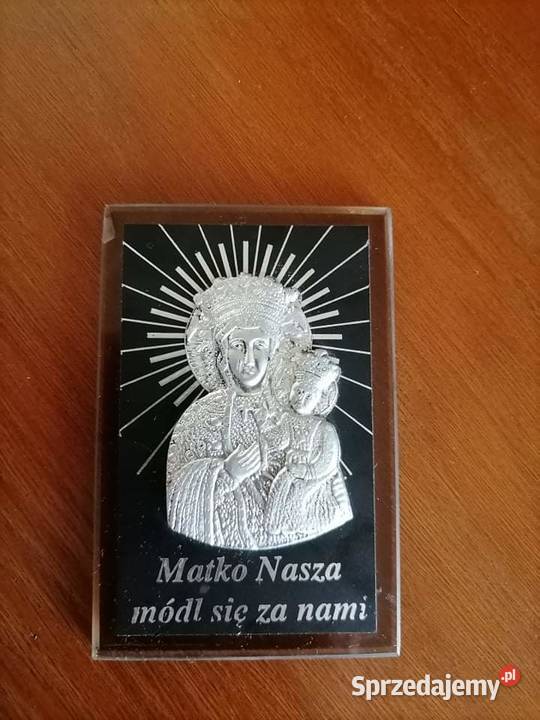 Matko Nasza
módl się za nami
Sprzedajemy.pl